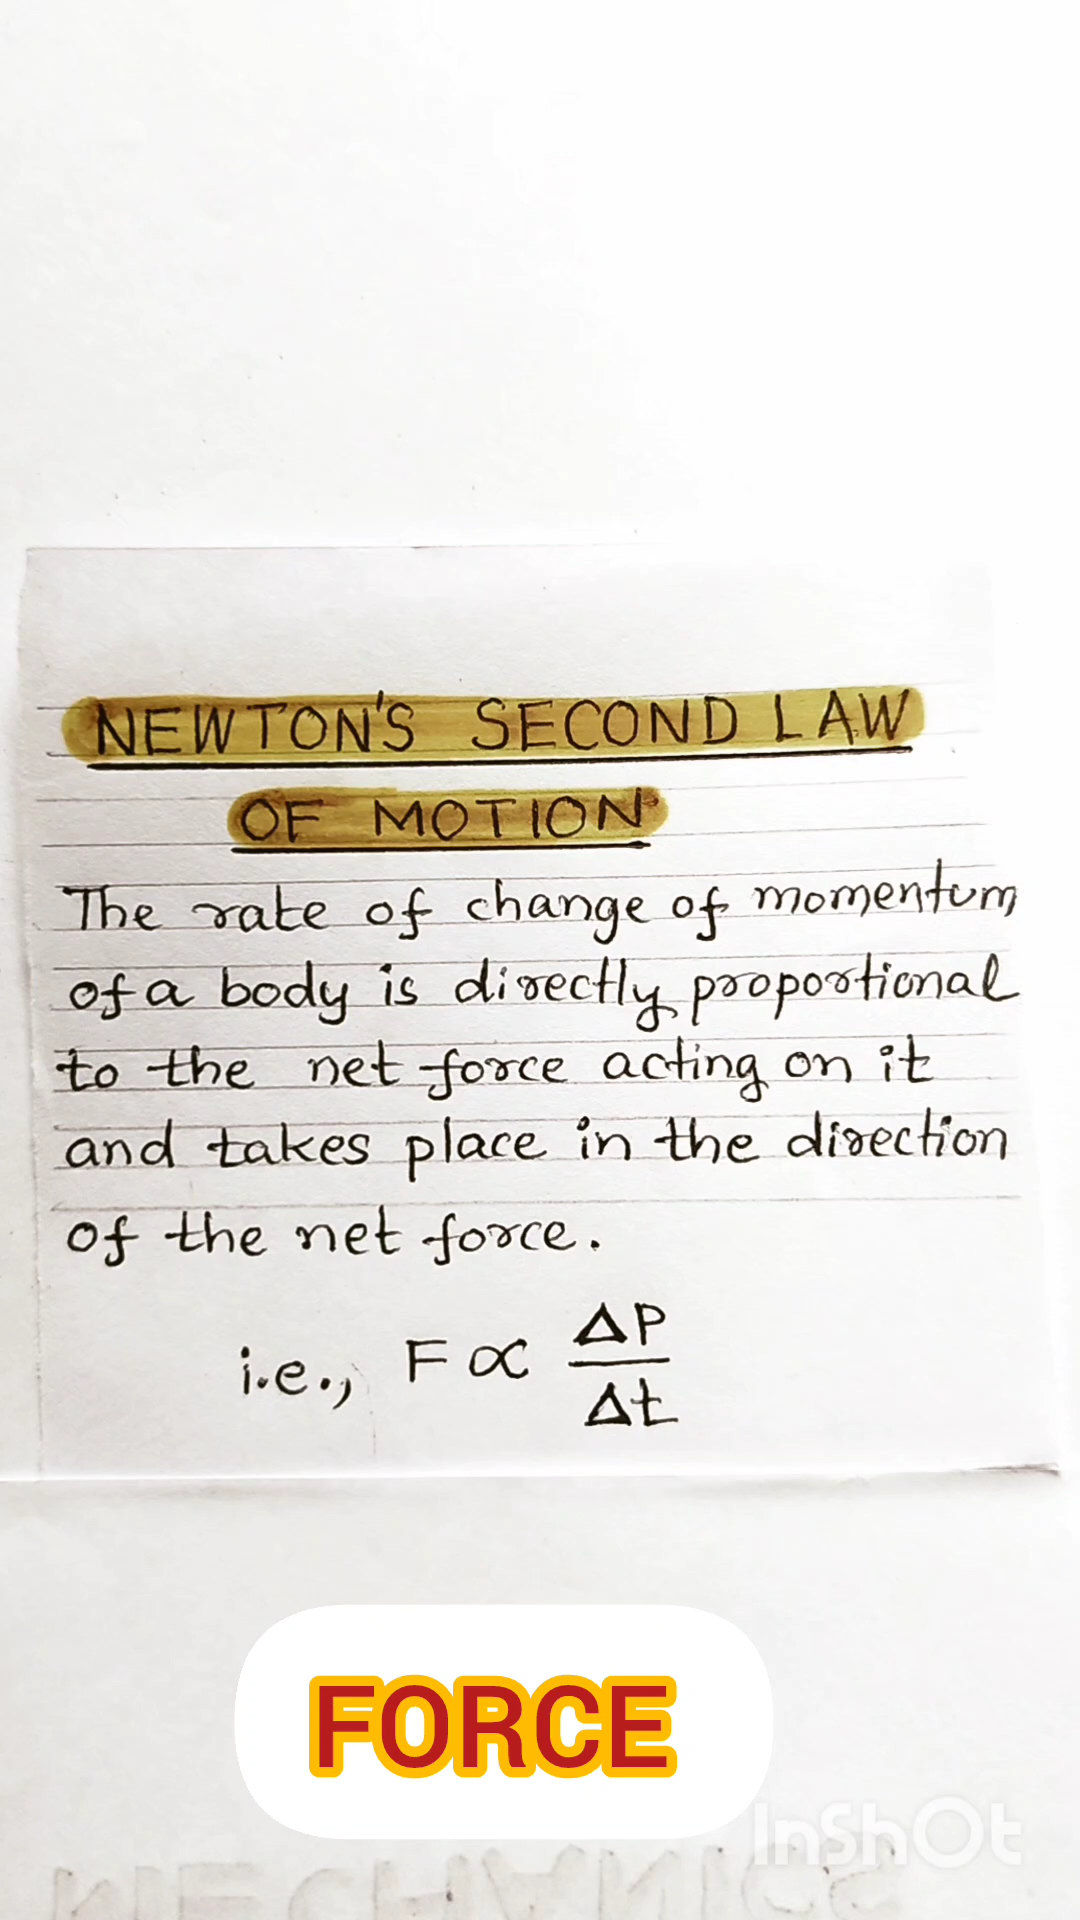 NEWTON'S SECOND LAW
OF MOTION
The rate of change of momentum
of a body is directly proportional
to the net force acting on it
and takes place in the direction
of the net force.
i.e., F ∝ ΔP/Δt
FORCE
InShOt
MECHANICS